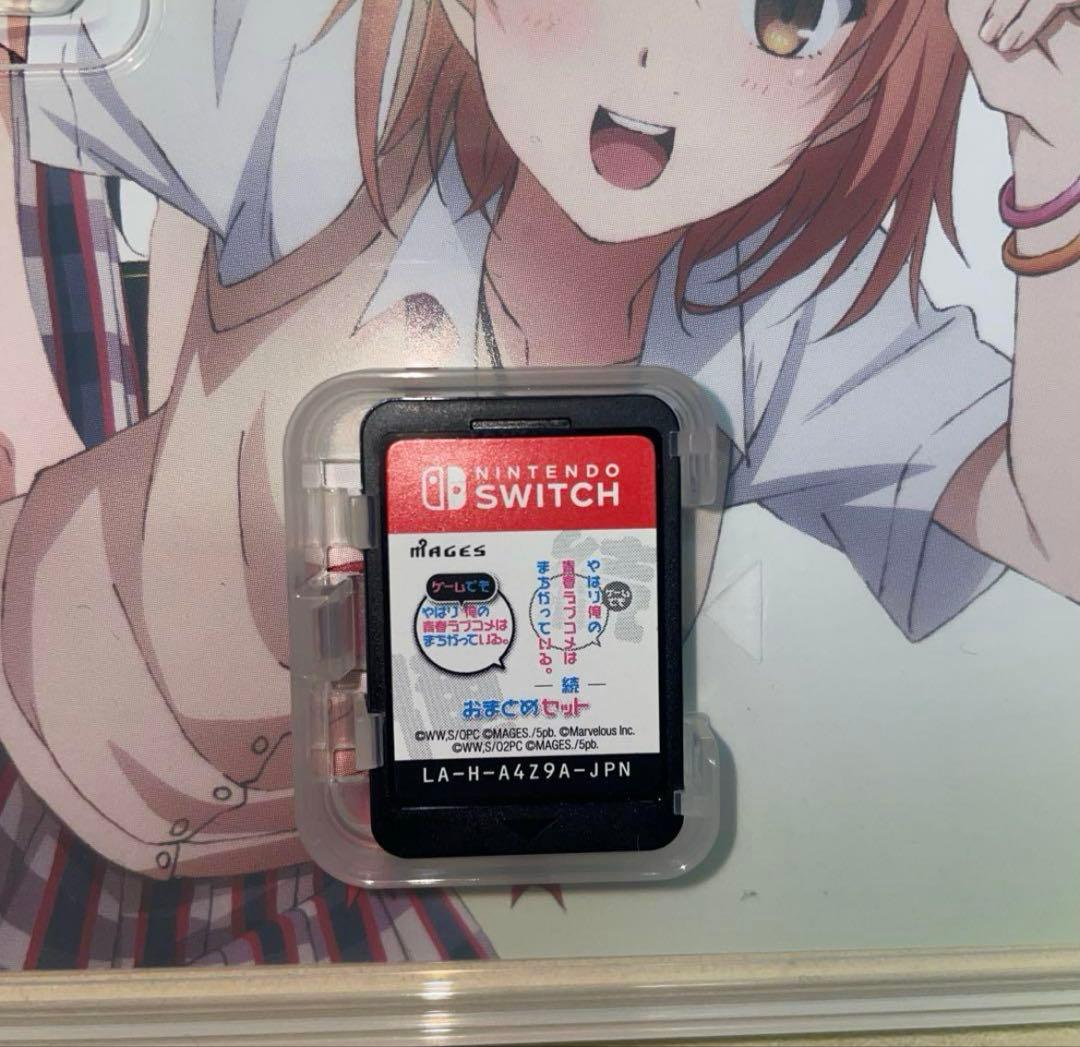 NINTENDO
SWITCH
MAGES
ゲームでも
やはり俺の
青春ラブコメは
まちがっている。
やはり俺の
ゲームでも
青春ラブコメは
まちがっている。
続
おまとめセット
©WW,S/OPC ©MAGES./5pb. ©Marvelous Inc.
©WW,S/02PC ©MAGES./5pb.
LA-H-A4Z9A-JPN